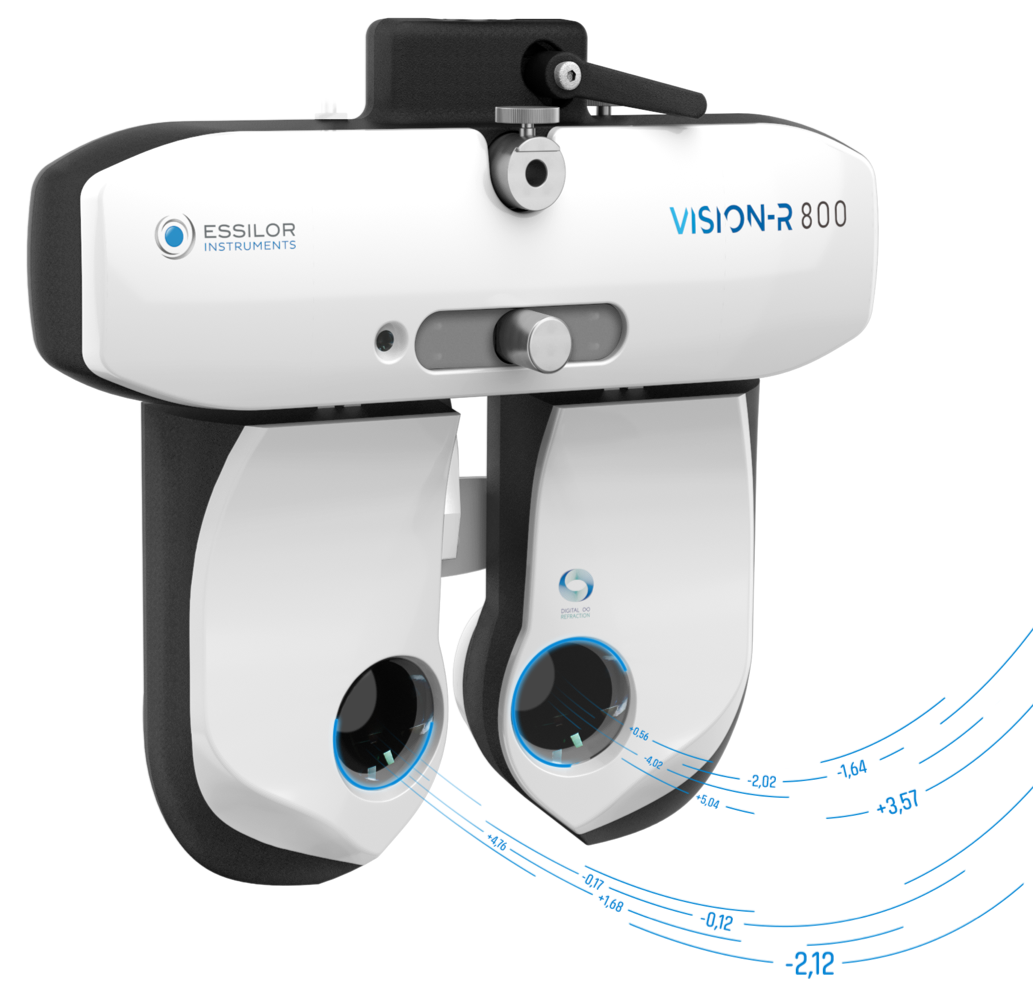 ESSILOR
INSTRUMENTS
VISION-R 800
DIGITAL
REFRACTION
+0,56
-4,02
+5,04
-2,02
-1,64
+3,57
+4,76
-0,17
+1,68
-0,12
-2,12